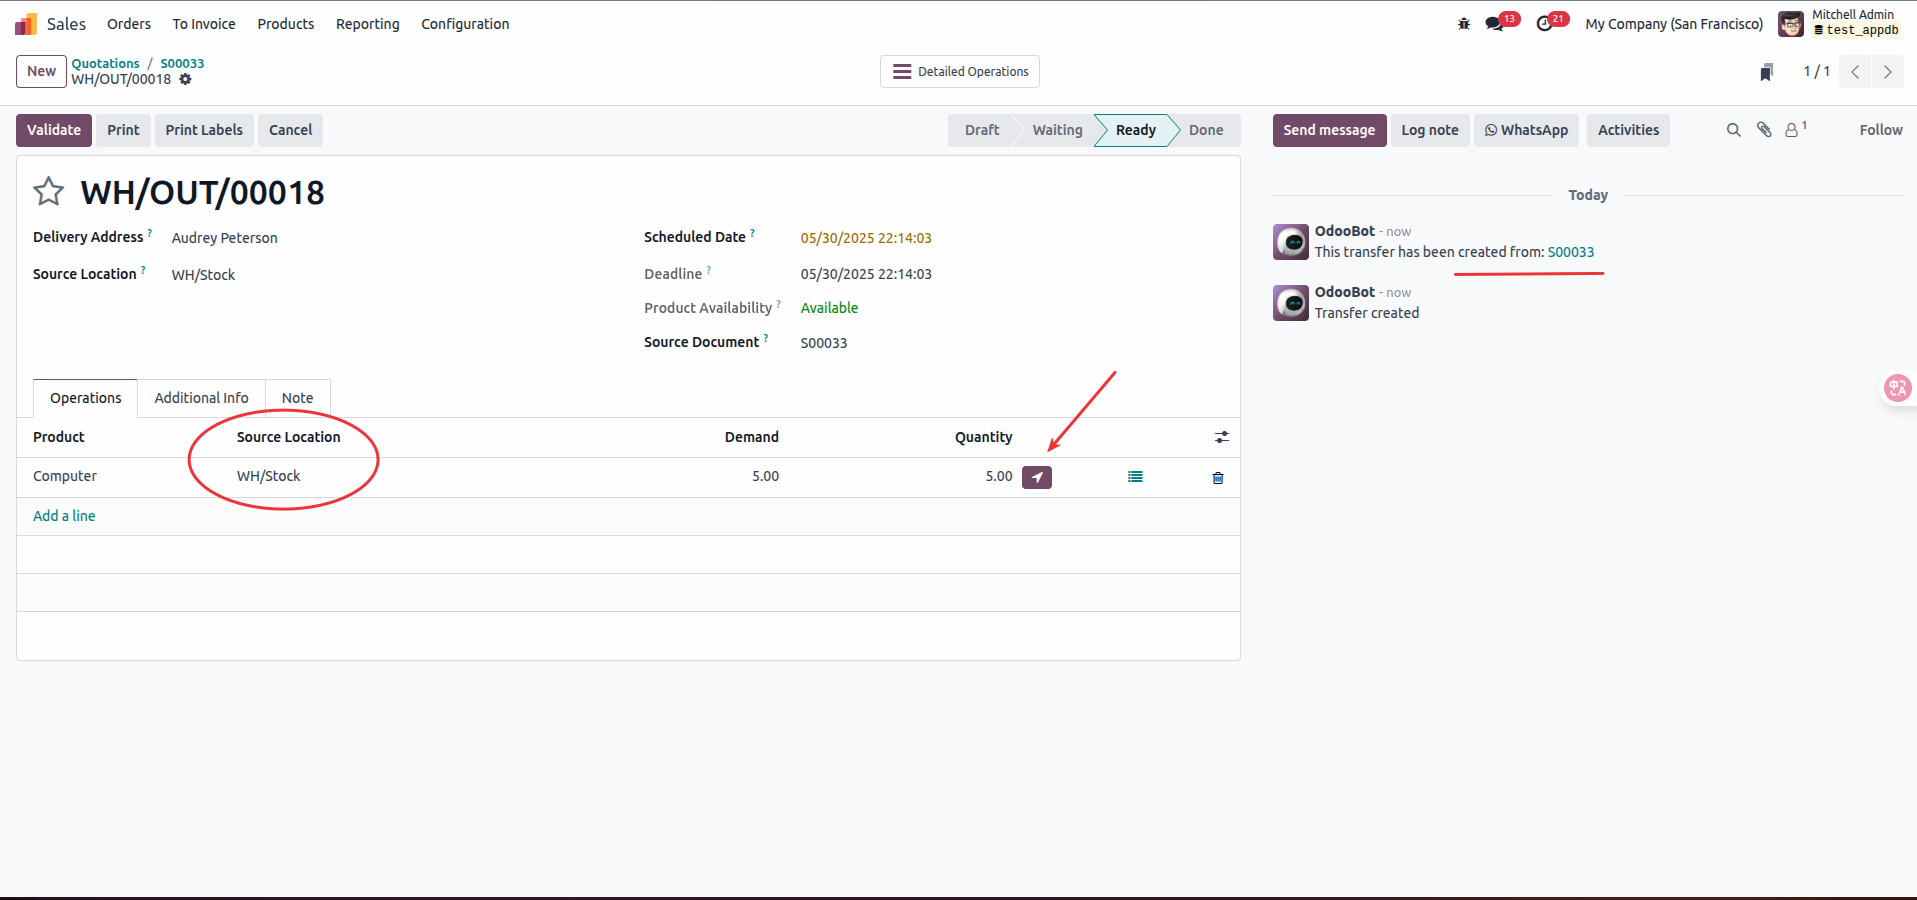 Sales Orders To Invoice Products Reporting Configuration 13 21 My Company (San Francisco) Mitchell Admin
test_appdb
New Quotations / S00033
WH/OUT/00018
Detailed Operations
1 / 1
Validate Print Print Labels Cancel Draft Waiting Ready Done Send message Log note WhatsApp Activities 1 Follow
WH/OUT/00018
Delivery Address ? Audrey Peterson
Source Location ? WH/Stock
Scheduled Date ? 05/30/2025 22:14:03
Deadline ? 05/30/2025 22:14:03
Product Availability ? Available
Source Document ? S00033
Operations Additional Info Note
Product Source Location Demand Quantity
Computer WH/Stock 5.00 5.00
Add a line
Today
OdooBot - now
This transfer has been created from: S00033
OdooBot - now
Transfer created
中A